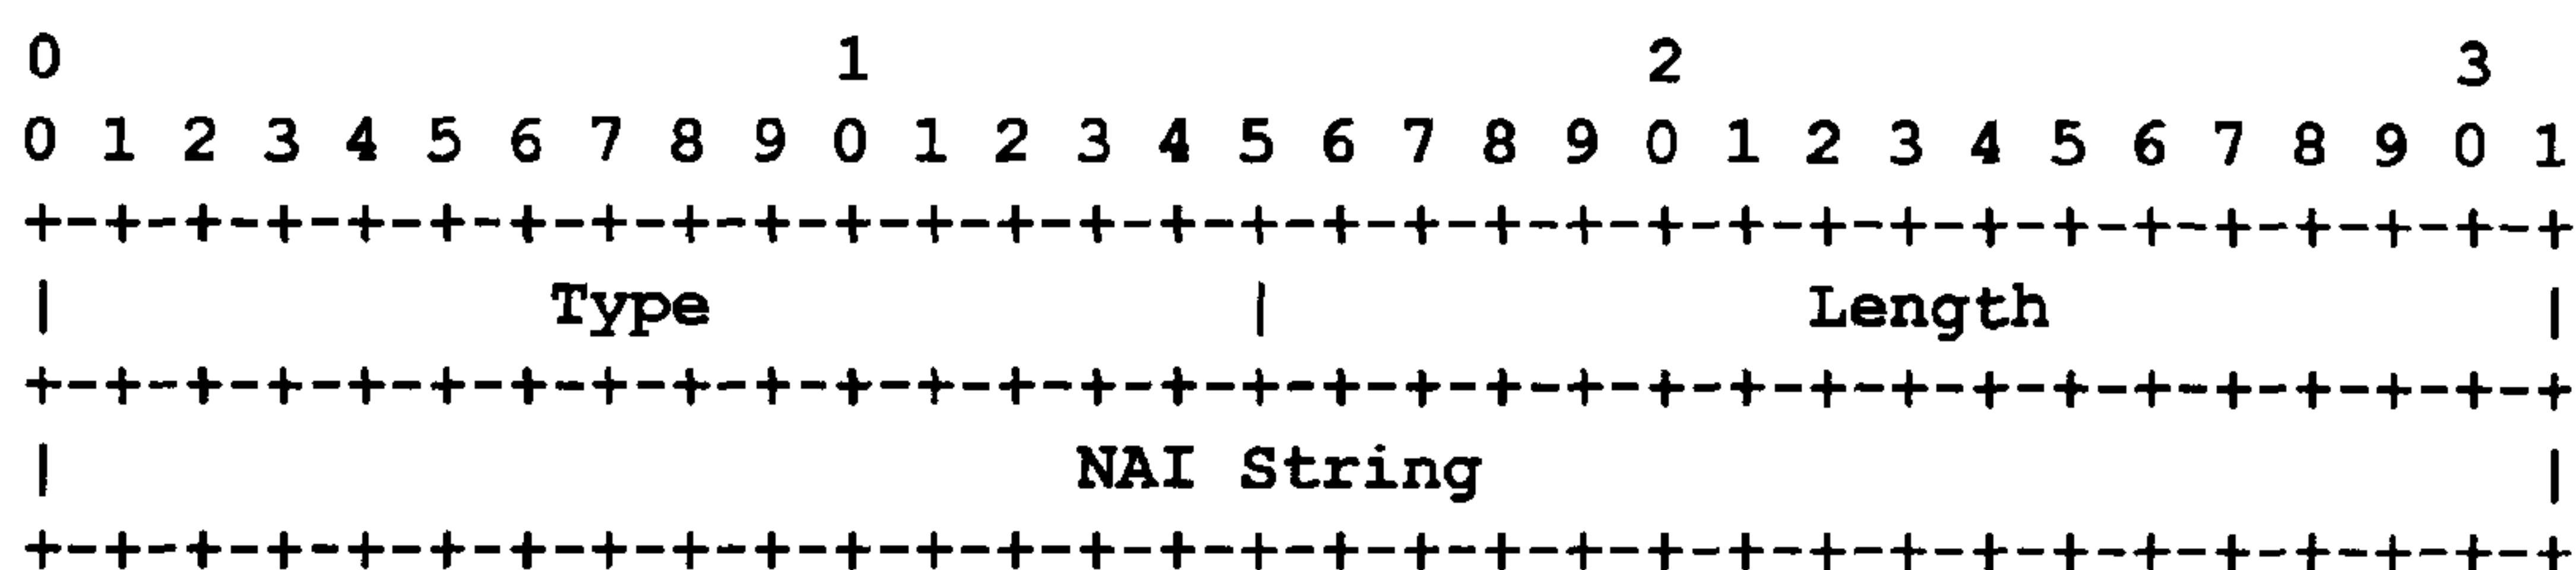 0                   1                   2                   3
0 1 2 3 4 5 6 7 8 9 0 1 2 3 4 5 6 7 8 9 0 1 2 3 4 5 6 7 8 9 0 1
+-+-+-+-+-+-+-+-+-+-+-+-+-+-+-+-+-+-+-+-+-+-+-+-+-+-+-+-+-+-+-+
|            Type             |             Length            |
+-+-+-+-+-+-+-+-+-+-+-+-+-+-+-+-+-+-+-+-+-+-+-+-+-+-+-+-+-+-+-+
|                         NAI String                          |
+-+-+-+-+-+-+-+-+-+-+-+-+-+-+-+-+-+-+-+-+-+-+-+-+-+-+-+-+-+-+-+